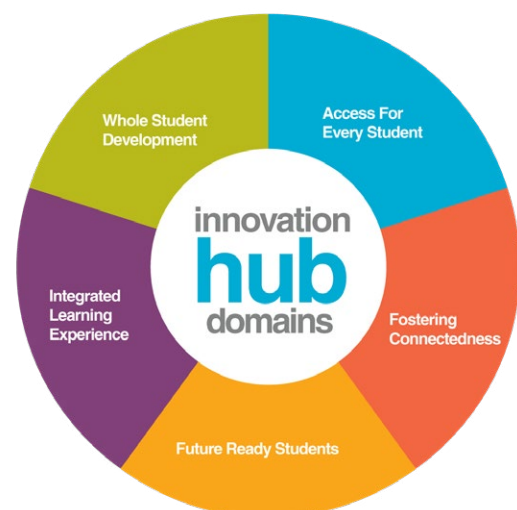 innovation
hub
domains
Access For
Every Student
Fostering
Connectedness
Future Ready Students
Integrated
Learning
Experience
Whole Student
Development